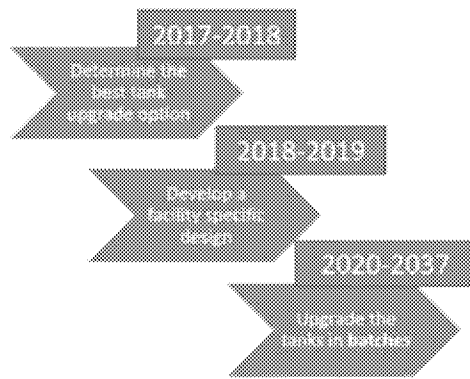 2017-2018
Determine the
best tank
upgrade option
2018-2019
Develop a
facility specific
design
2020-2037
Upgrade the
tanks in batches